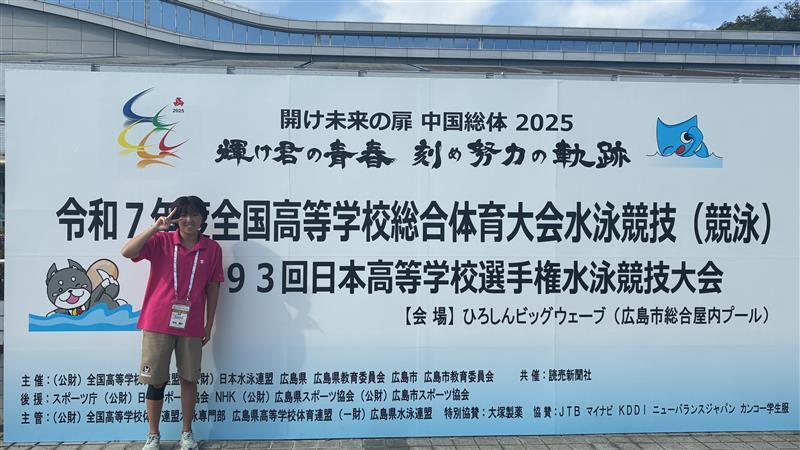 2025
開け未来の扉 中国総体 2025
輝け君の青春 刻め努力の軌跡
令和7年度全国高等学校総合体育大会水泳競技（競泳）
93回日本高等学校選手権水泳競技大会
【会 場】ひろしんビッグウェーブ（広島市総合屋内プール）
主 催：（公財）全国高等学校 連盟 公財）日本水泳連盟 広島県 広島県教育委員会 広島市 広島市教育委員会 共 催：読売新聞社
後 援：スポーツ庁（公財）日 協会 NHK（公財）広島県スポーツ協会（公財）広島市スポーツ協会
主 管：（公財）全国高等学校体育連盟水泳専門部 広島県高等学校体育連盟（一財）広島県水泳連盟 特別協賛：大塚製薬 協 賛：JTB マイナビ KDDI ニューバランスジャパン カンコー学生服